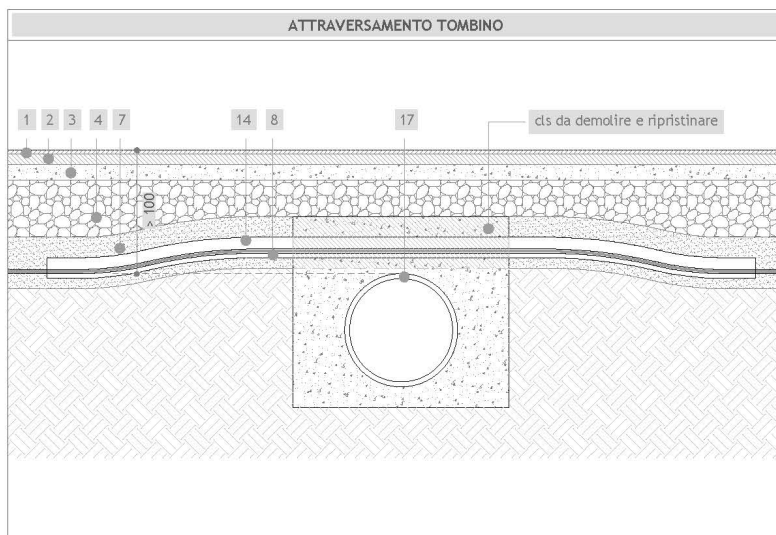 ATTRAVERSAMENTO TOMBINO
1 2 3 4 7 14 8 17 cls da demolire e ripristinare
> 100